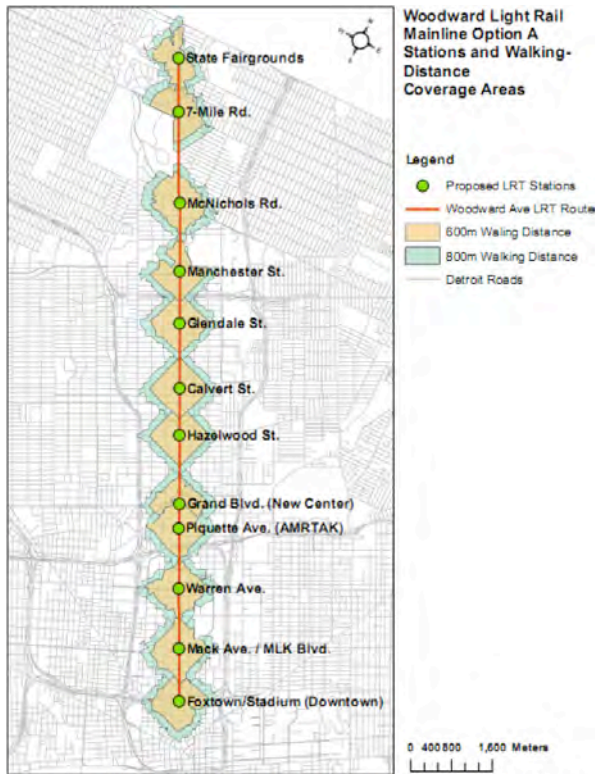 Woodward Light Rail
Mainline Option A
Stations and Walking-
Distance
Coverage Areas
State Fairgrounds
7-Mile Rd.
McNichols Rd.
Manchester St.
Glendale St.
Calvert St.
Hazelwood St.
Grand Blvd. (New Center)
Piquette Ave. (AMRTAK)
Warren Ave.
Mack Ave. / MLK Blvd.
Foxtown/Stadium (Downtown)
Legend
Proposed LRT Stations
Woodward Ave LRT Route
600m Waling Distance
800m Walking Distance
Detroit Roads
0 400 800 1,600 Meters